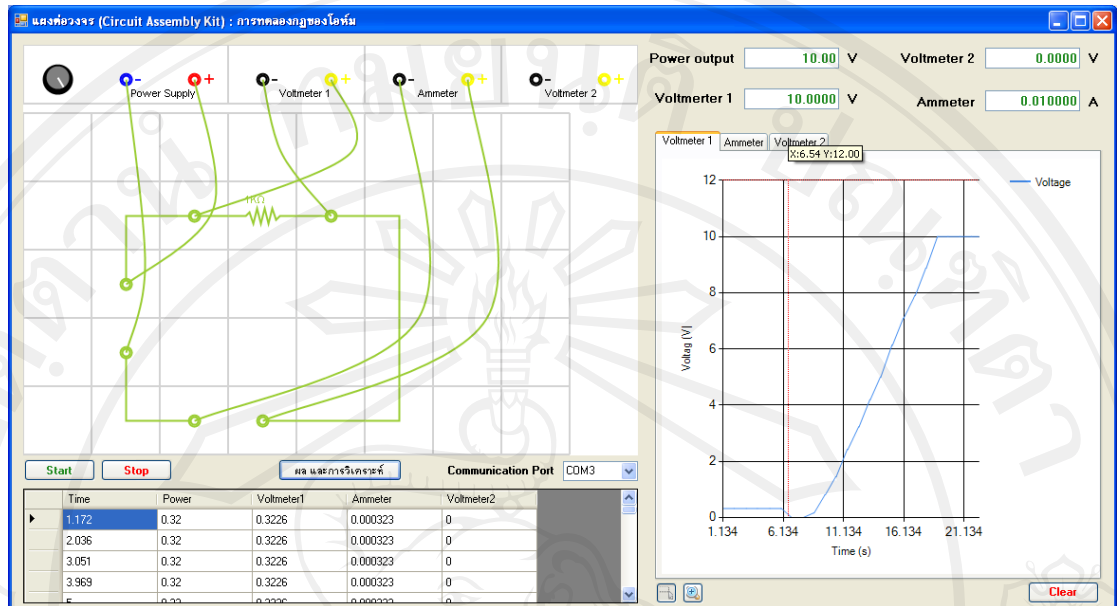 แผงต่อวงจร (Circuit Assembly Kit) : การทดลองกฎของโอห์ม
- + - + - + - +
Power Supply Voltmeter 1 Ammeter Voltmeter 2
Power output 10.00 V Voltmeter 2 0.0000 V
Voltmerter 1 10.0000 V Ammeter 0.010000 A
Voltmeter 1 Ammeter Voltmeter 2
X:6.54 Y:12.00
1KΩ
12
10
8
6
4
2
0
Voltag (V)
Voltage
1.134 6.134 11.134 16.134 21.134
Time (s)
Start Stop ผล และการวิเคราะห์ Communication Port COM3
Time Power Voltmeter1 Ammeter Voltmeter2
1.172 0.32 0.3226 0.000323 0
2.036 0.32 0.3226 0.000323 0
3.051 0.32 0.3226 0.000323 0
3.969 0.32 0.3226 0.000323 0
Clear